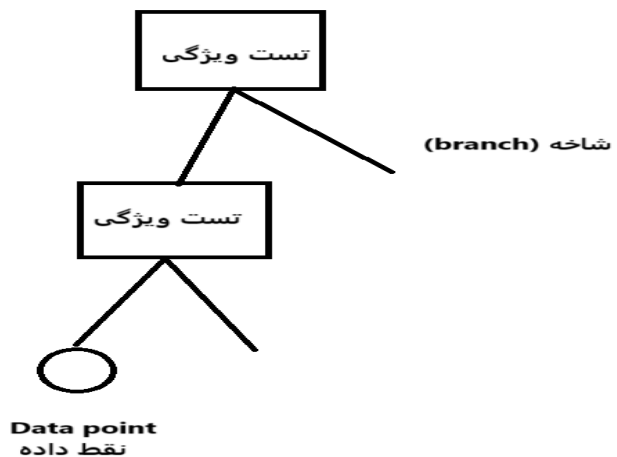 تست ویژگی
شاخه (branch)
تست ویژگی
Data point
نقط داده